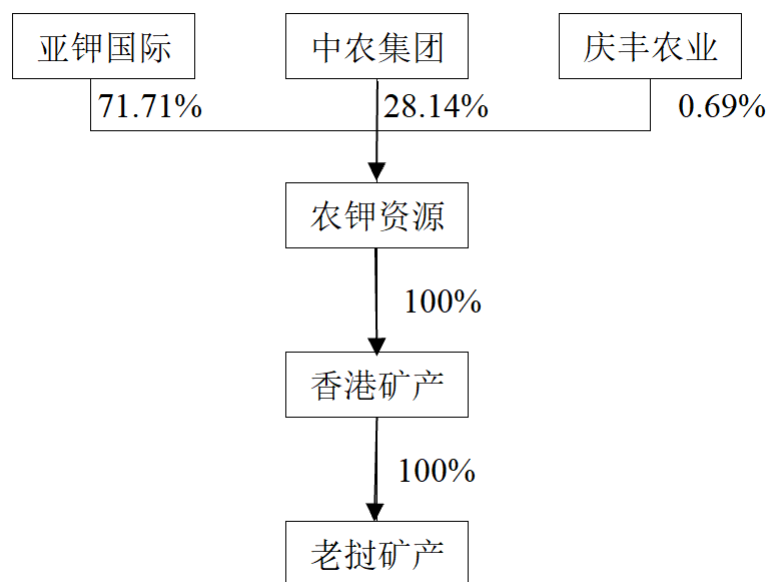 亚钾国际 中农集团 庆丰农业
71.71% 28.14% 0.69%
农钾资源
100%
香港矿产
100%
老挝矿产